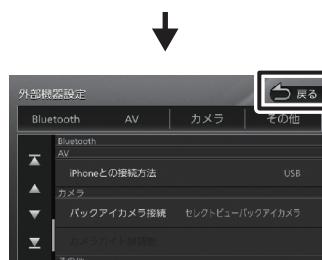 外部機器設定
戻る
Bluetooth AV カメラ その他
Bluetooth
AV
iPhoneとの接続方法 USB
カメラ
バックアイカメラ接続 セレクトビューバックアイカメラ
その他